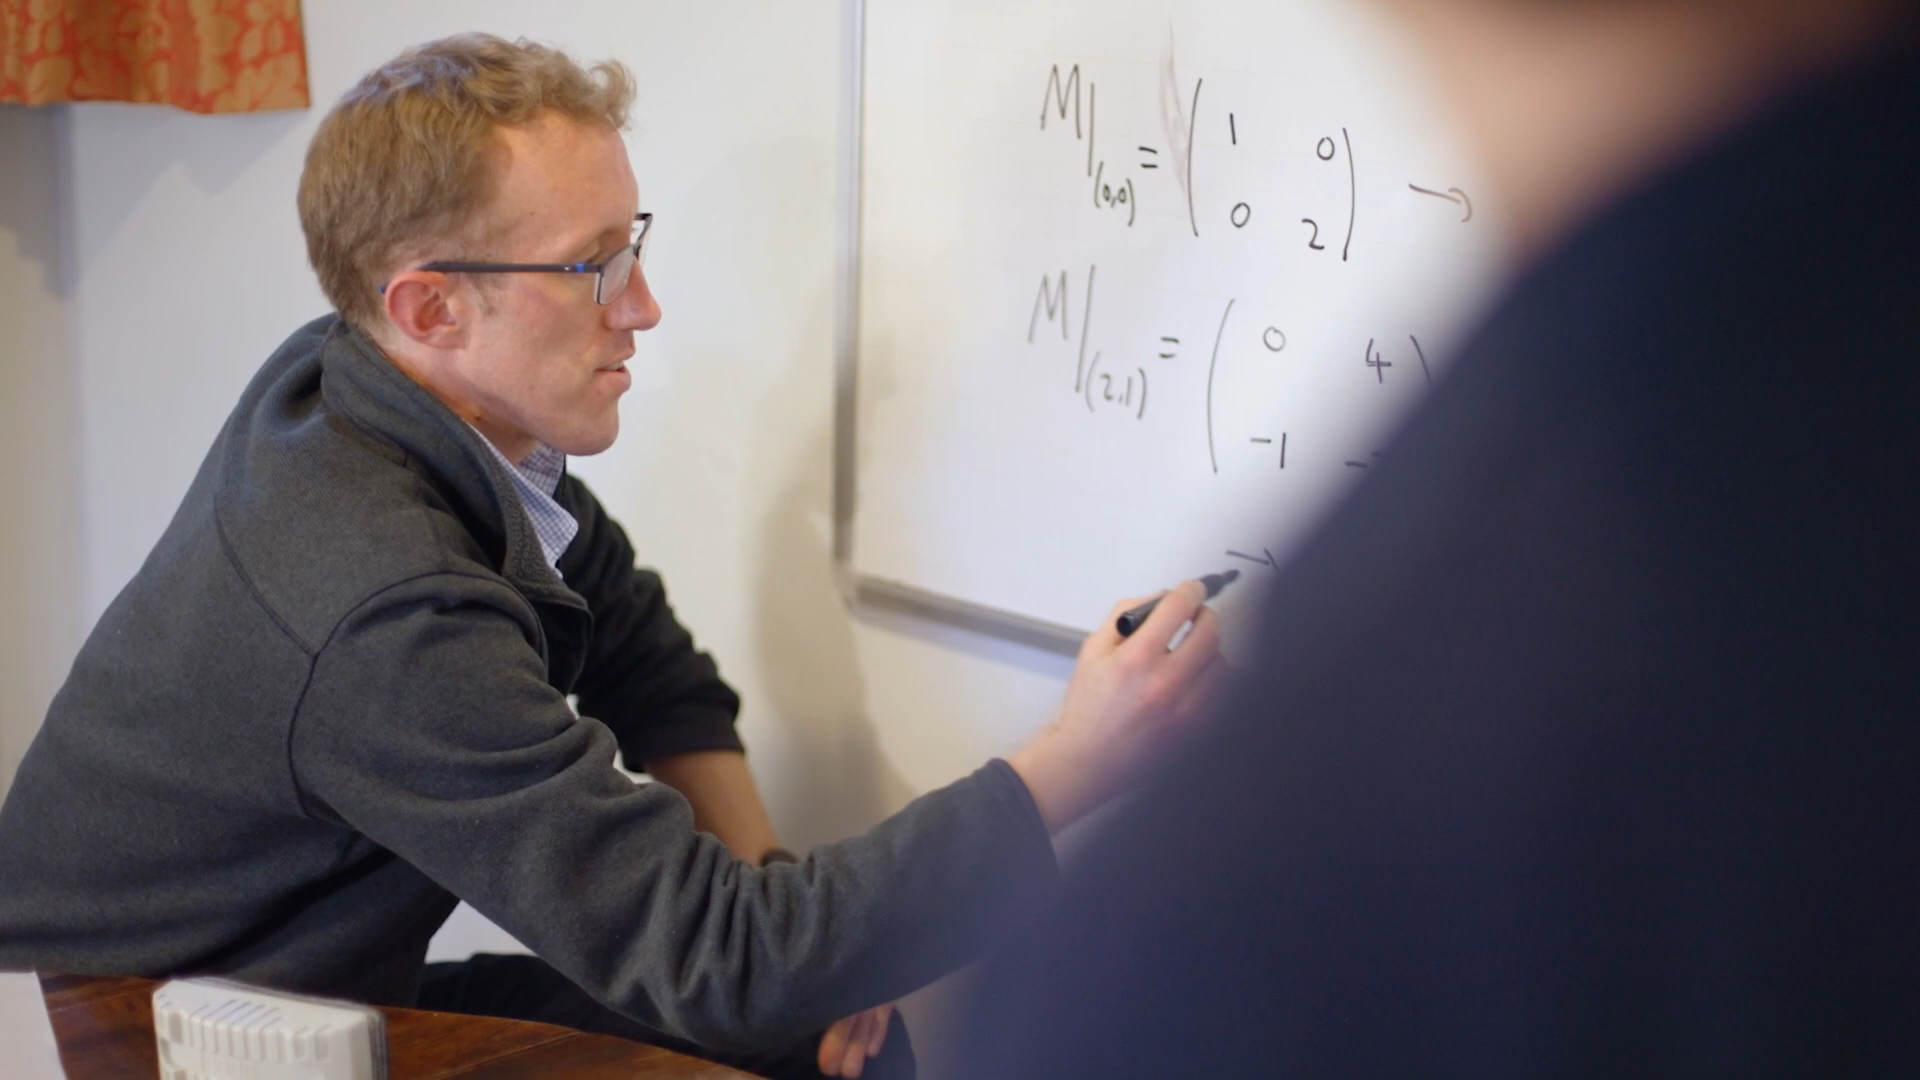 M|(0,0) = ( 1 0
0 2 ) →
M|(2,1) = ( 0 4 )
-1 -
→